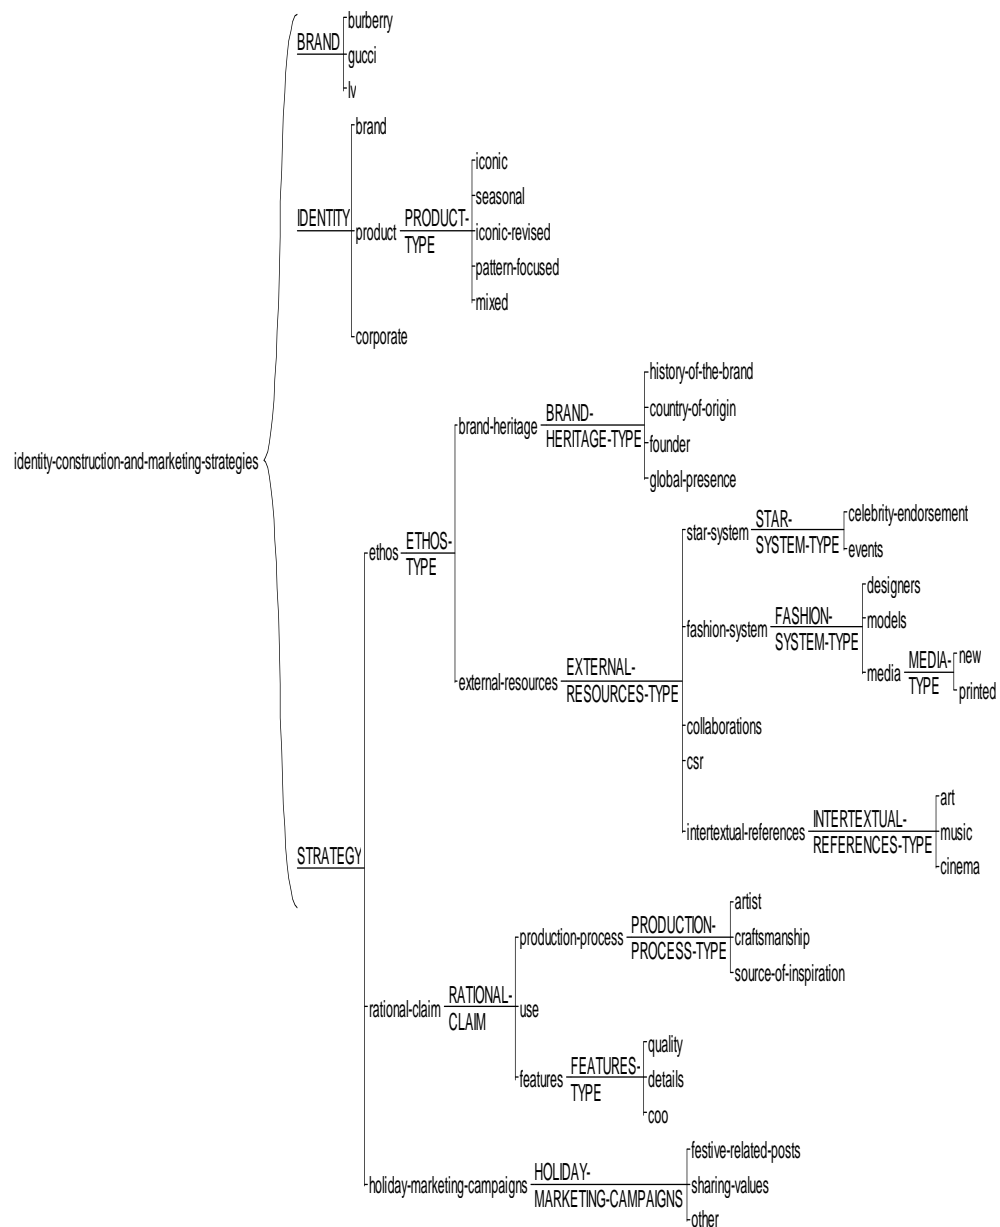 burberry
BRAND
gucci
lv
brand
iconic
seasonal
IDENTITY
product
PRODUCT-
TYPE
iconic-revised
pattern-focused
mixed
corporate
history-of-the-brand
brand-heritage
BRAND-
HERITAGE-TYPE
country-of-origin
founder
global-presence
identity-construction-and-marketing-strategies
star-system
STAR-
SYSTEM-TYPE
celebrity-endorsement
events
ethos
ETHOS-
TYPE
designers
fashion-system
FASHION-
SYSTEM-TYPE
models
media
MEDIA-
TYPE
new
printed
external-resources
EXTERNAL-
RESOURCES-TYPE
collaborations
csr
art
intertextual-references
INTERTEXTUAL-
REFERENCES-TYPE
music
cinema
STRATEGY
artist
production-process
PRODUCTION-
PROCESS-TYPE
craftsmanship
source-of-inspiration
rational-claim
RATIONAL-
CLAIM
use
quality
features
FEATURES-
TYPE
details
coo
festive-related-posts
holiday-marketing-campaigns
HOLIDAY-
MARKETING-CAMPAIGNS
sharing-values
other